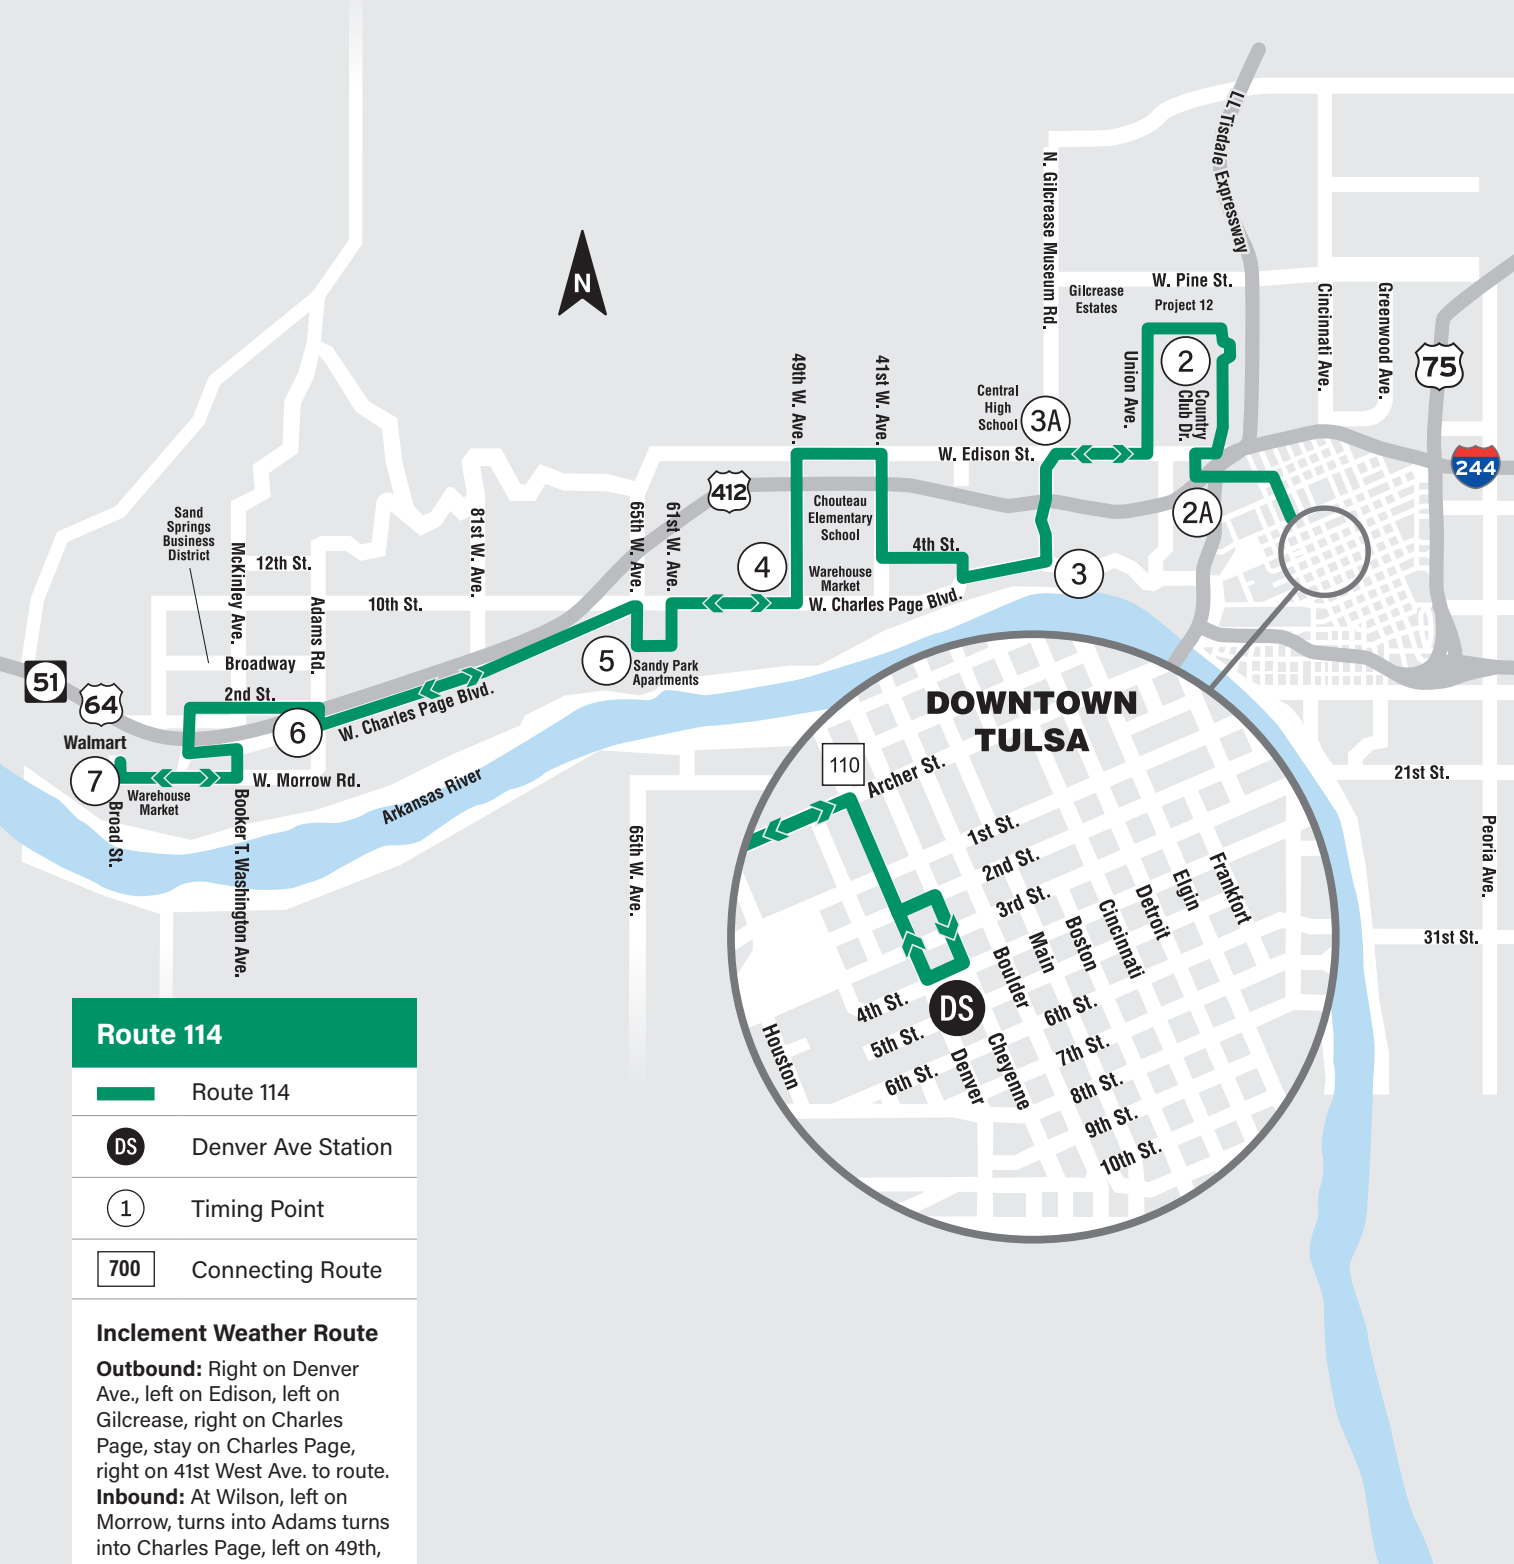 LL Tisdale Expressway
N. Gilcrease Museum Rd.
N
W. Pine St.
Gilcrease
Estates
Project 12
Cincinnati Ave.
Greenwood Ave.
75
2
Union Ave.
Country
Club Dr.
49th W. Ave.
41st W. Ave.
Central
High
School
3A
W. Edison St.
244
412
2A
Chouteau
Elementary
School
Sand
Springs
Business
District
McKinley Ave.
12th St.
81st W. Ave.
65th W. Ave.
61st W. Ave.
4th St.
4
3
Warehouse
Market
W. Charles Page Blvd.
10th St.
Adams Rd.
Broadway
5
Sandy Park
Apartments
51
64
2nd St.
6
W. Charles Page Blvd.
Walmart
7
W. Morrow Rd.
Warehouse
Market
Broad St.
Booker T. Washington Ave.
Arkansas River
65th W. Ave.
21st St.
Peoria Ave.
31st St.
DOWNTOWN
TULSA
110
Archer St.
1st St.
2nd St.
3rd St.
Frankfort
Elgin
Detroit
Cincinnati
Boston
Main
Boulder
4th St.
DS
5th St.
6th St.
Houston
Denver
Cheyenne
6th St.
7th St.
8th St.
9th St.
10th St.
Route 114
Route 114
DS Denver Ave Station
1 Timing Point
700 Connecting Route
Inclement Weather Route
Outbound: Right on Denver
Ave., left on Edison, left on
Gilcrease, right on Charles
Page, stay on Charles Page,
right on 41st West Ave. to route.
Inbound: At Wilson, left on
Morrow, turns into Adams turns
into Charles Page, left on 49th,